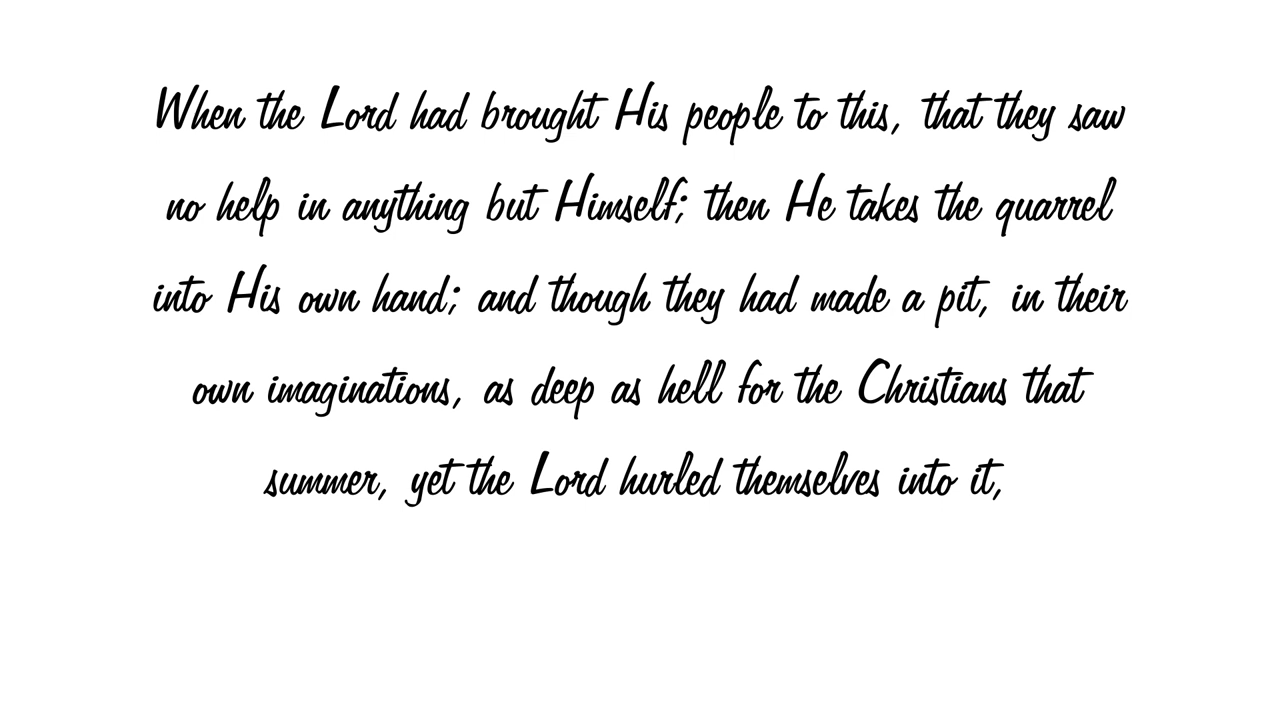 When the Lord had brought His people to this, that they saw
no help in anything but Himself; then He takes the quarrel
into His own hand; and though they had made a pit, in their
own imaginations, as deep as hell for the Christians that
summer, yet the Lord hurled themselves into it,